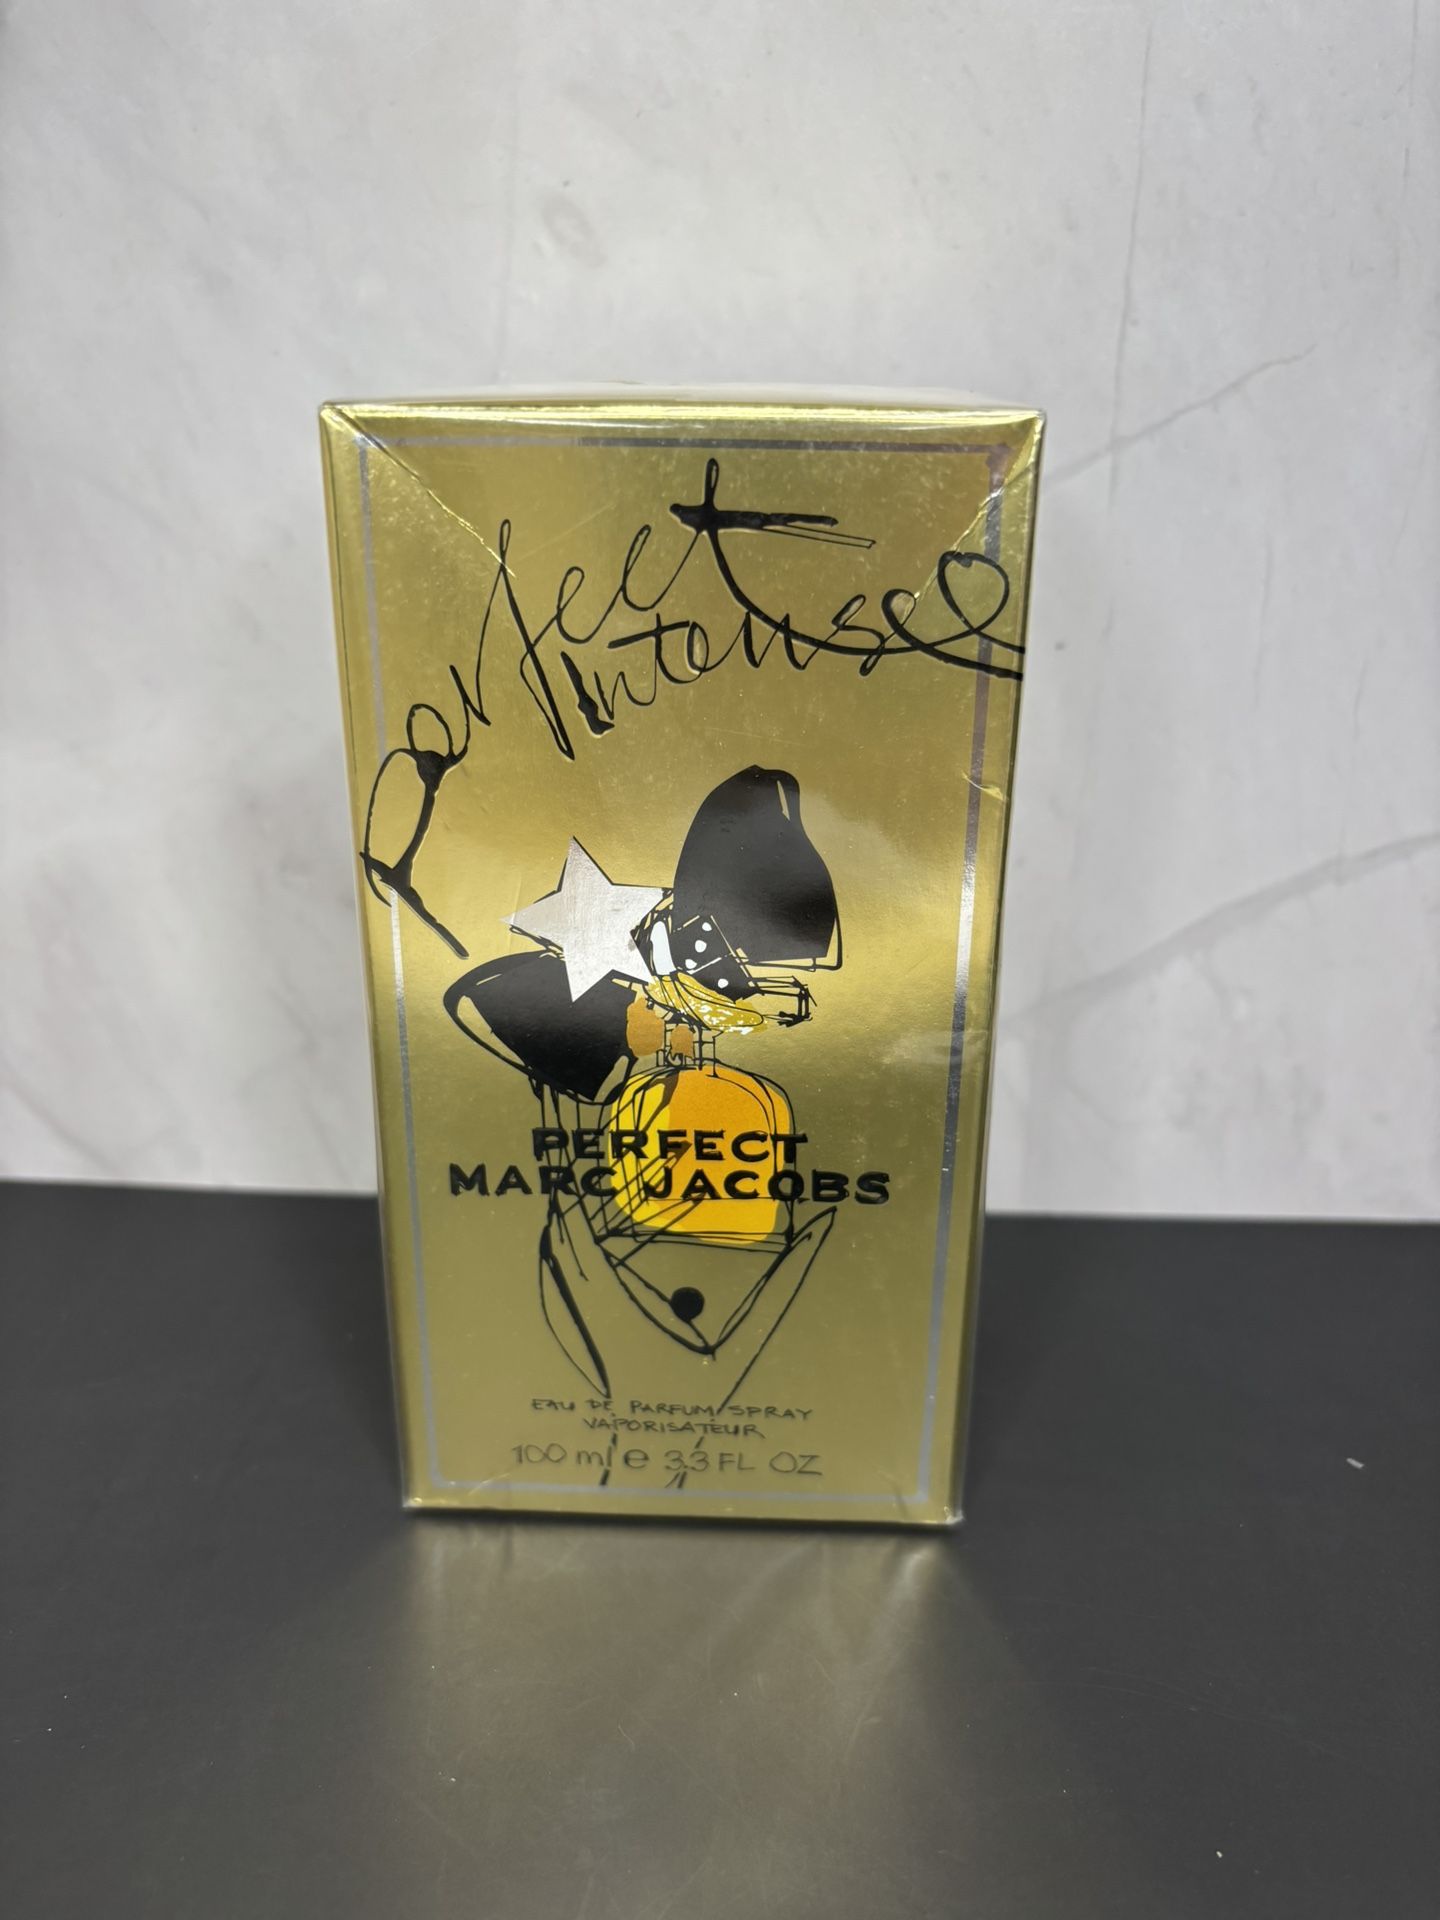 perfect
intense
PERFECT
MARC JACOBS
EAU DE PARFUM SPRAY
VAPORISATEUR
100 ml e 3.3 FL OZ